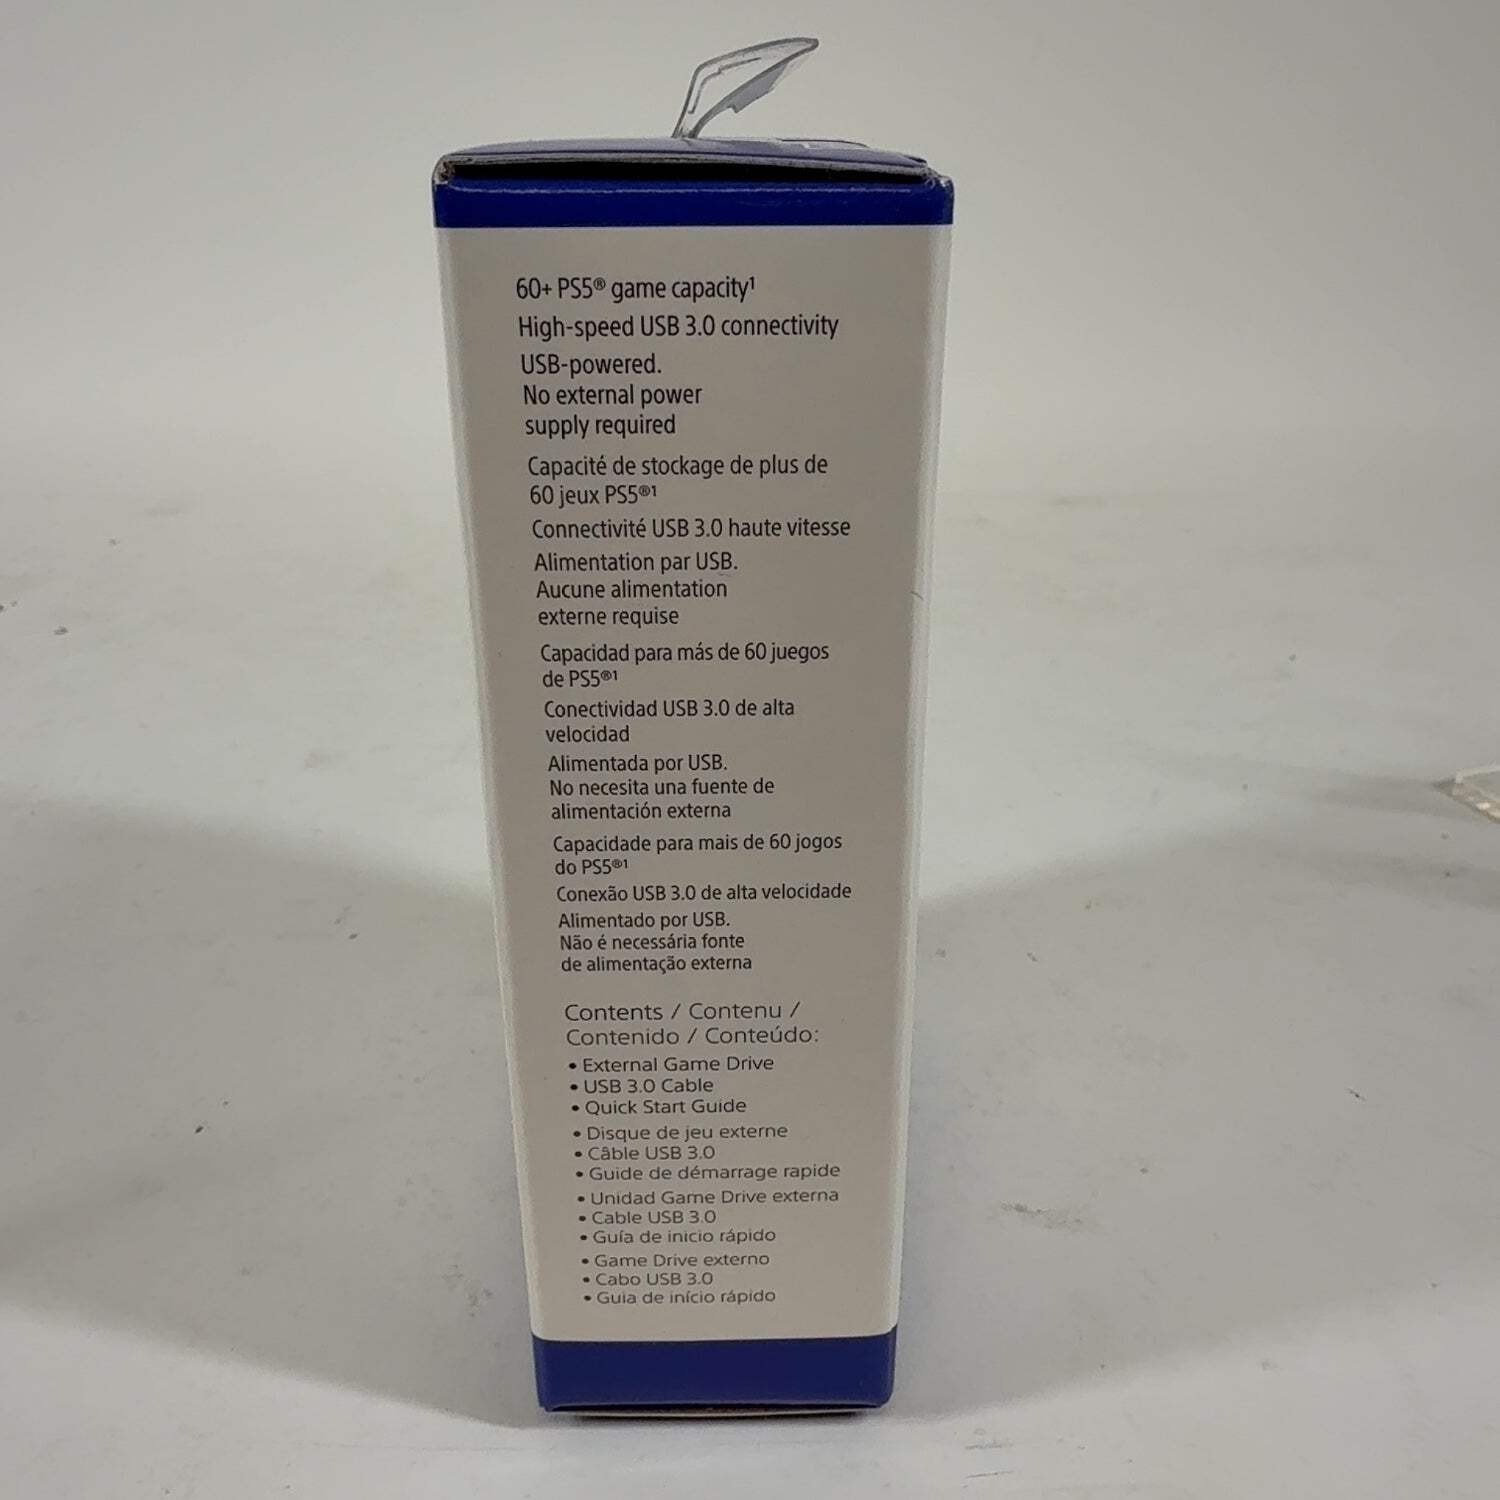 60+ PS5® game capacity¹
High-speed USB 3.0 connectivity
USB-powered.
No external power
supply required
Capacité de stockage de plus de
60 jeux PS5®¹
Connectivité USB 3.0 haute vitesse
Alimentation par USB.
Aucune alimentation
externe requise
Capacidad para más de 60 juegos
de PS5®¹
Conectividad USB 3.0 de alta
velocidad
Alimentada por USB.
No necesita una fuente de
alimentación externa
Capacidade para mais de 60 jogos
do PS5®¹
Conexão USB 3.0 de alta velocidade
Alimentado por USB.
Não é necessária fonte
de alimentação externa
Contents / Contenu /
Contenido / Conteúdo:
• External Game Drive
• USB 3.0 Cable
• Quick Start Guide
• Disque de jeu externe
• Câble USB 3.0
• Guide de démarrage rapide
• Unidad Game Drive externa
• Cable USB 3.0
• Guía de inicio rápido
• Game Drive externo
• Cabo USB 3.0
• Guia de início rápido